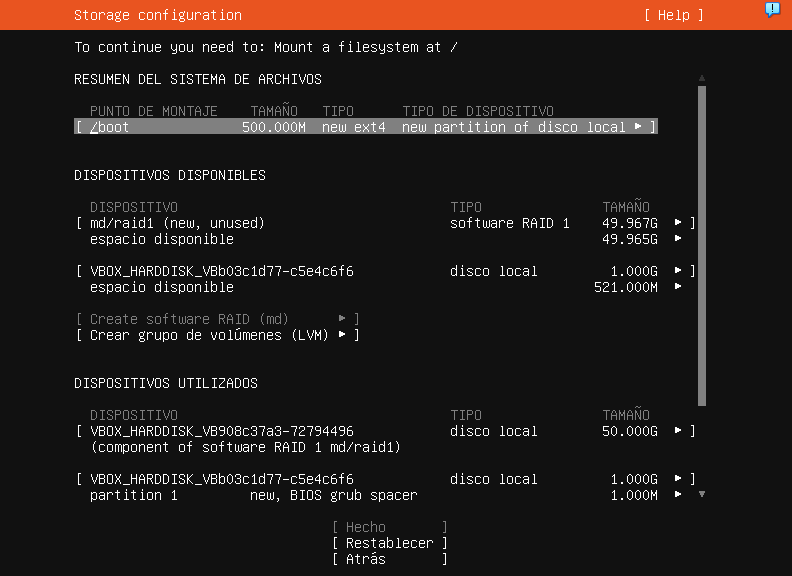 Storage configuration [ Help ]
To continue you need to: Mount a filesystem at /
RESUMEN DEL SISTEMA DE ARCHIVOS
PUNTO DE MONTAJE TAMAÑO TIPO TIPO DE DISPOSITIVO
[ /boot 500.000M new ext4 new partition of disco local ▸ ]
DISPOSITIVOS DISPONIBLES
DISPOSITIVO TIPO TAMAÑO
[ md/raid1 (new, unused) software RAID 1 49.967G ▸ ]
espacio disponible 49.965G ▸
[ VBOX_HARDDISK_VBb03c1d77-c5e4c6f6 disco local 1.000G ▸ ]
espacio disponible 521.000M ▸
[ Create software RAID (md) ▸ ]
[ Crear grupo de volúmenes (LVM) ▸ ]
DISPOSITIVOS UTILIZADOS
DISPOSITIVO TIPO TAMAÑO
[ VBOX_HARDDISK_VB908c37a3-72794496 disco local 50.000G ▸ ]
(component of software RAID 1 md/raid1)
[ VBOX_HARDDISK_VBb03c1d77-c5e4c6f6 disco local 1.000G ▸ ]
partition 1 new, BIOS grub spacer 1.000M ▸
[ Hecho ]
[ Restablecer ]
[ Atrás ]